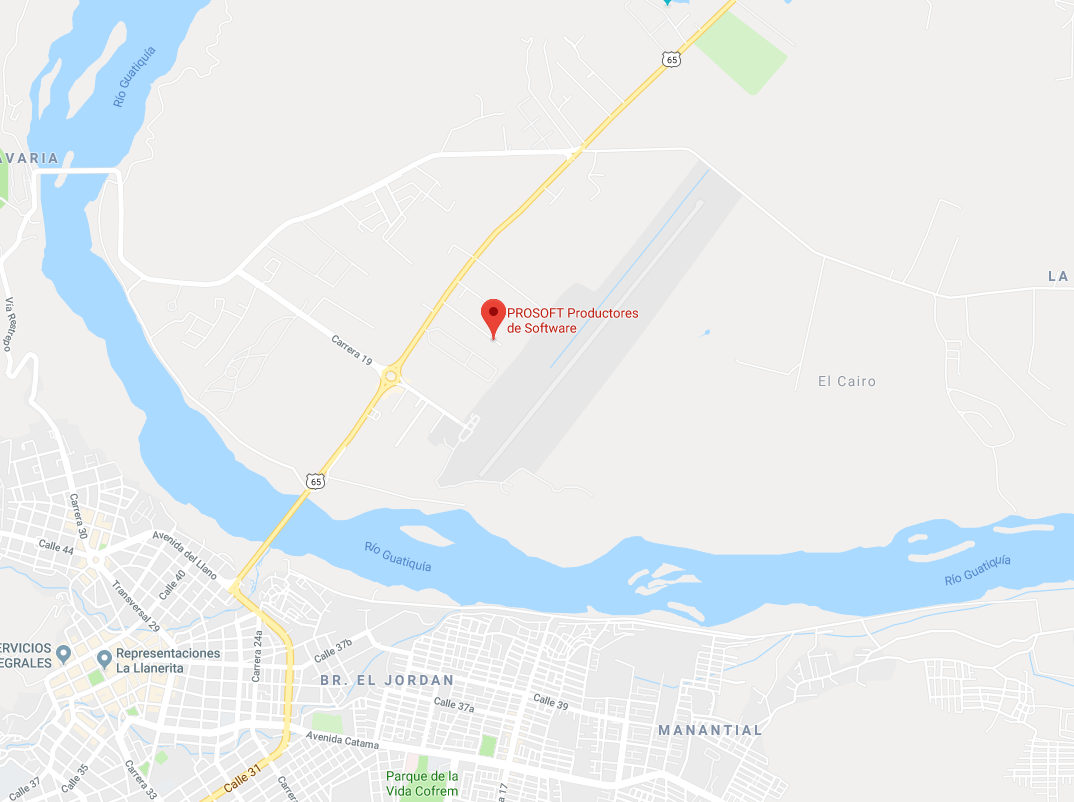 65
Río Guatiquía
AVARIA
LA
PROSOFT Productores
de Software
Vía Restrepo
Carrera 19
El Cairo
65
Carrera 30
Avenida del Llano
Calle 44
Río Guatiquía
Río Guatiquía
Calle 40
Transversal 29
Carrera 24a
Calle 37b
ERVICIOS
EGRALES
Representaciones
La Llanerita
BR. EL JORDAN
Calle 39
Calle 37a
MANANTIAL
Avenida Catama
Calle 31
Calle 37
Calle 35
Carrera 33
Carr
Parque de la
Vida Cofrem
a 17